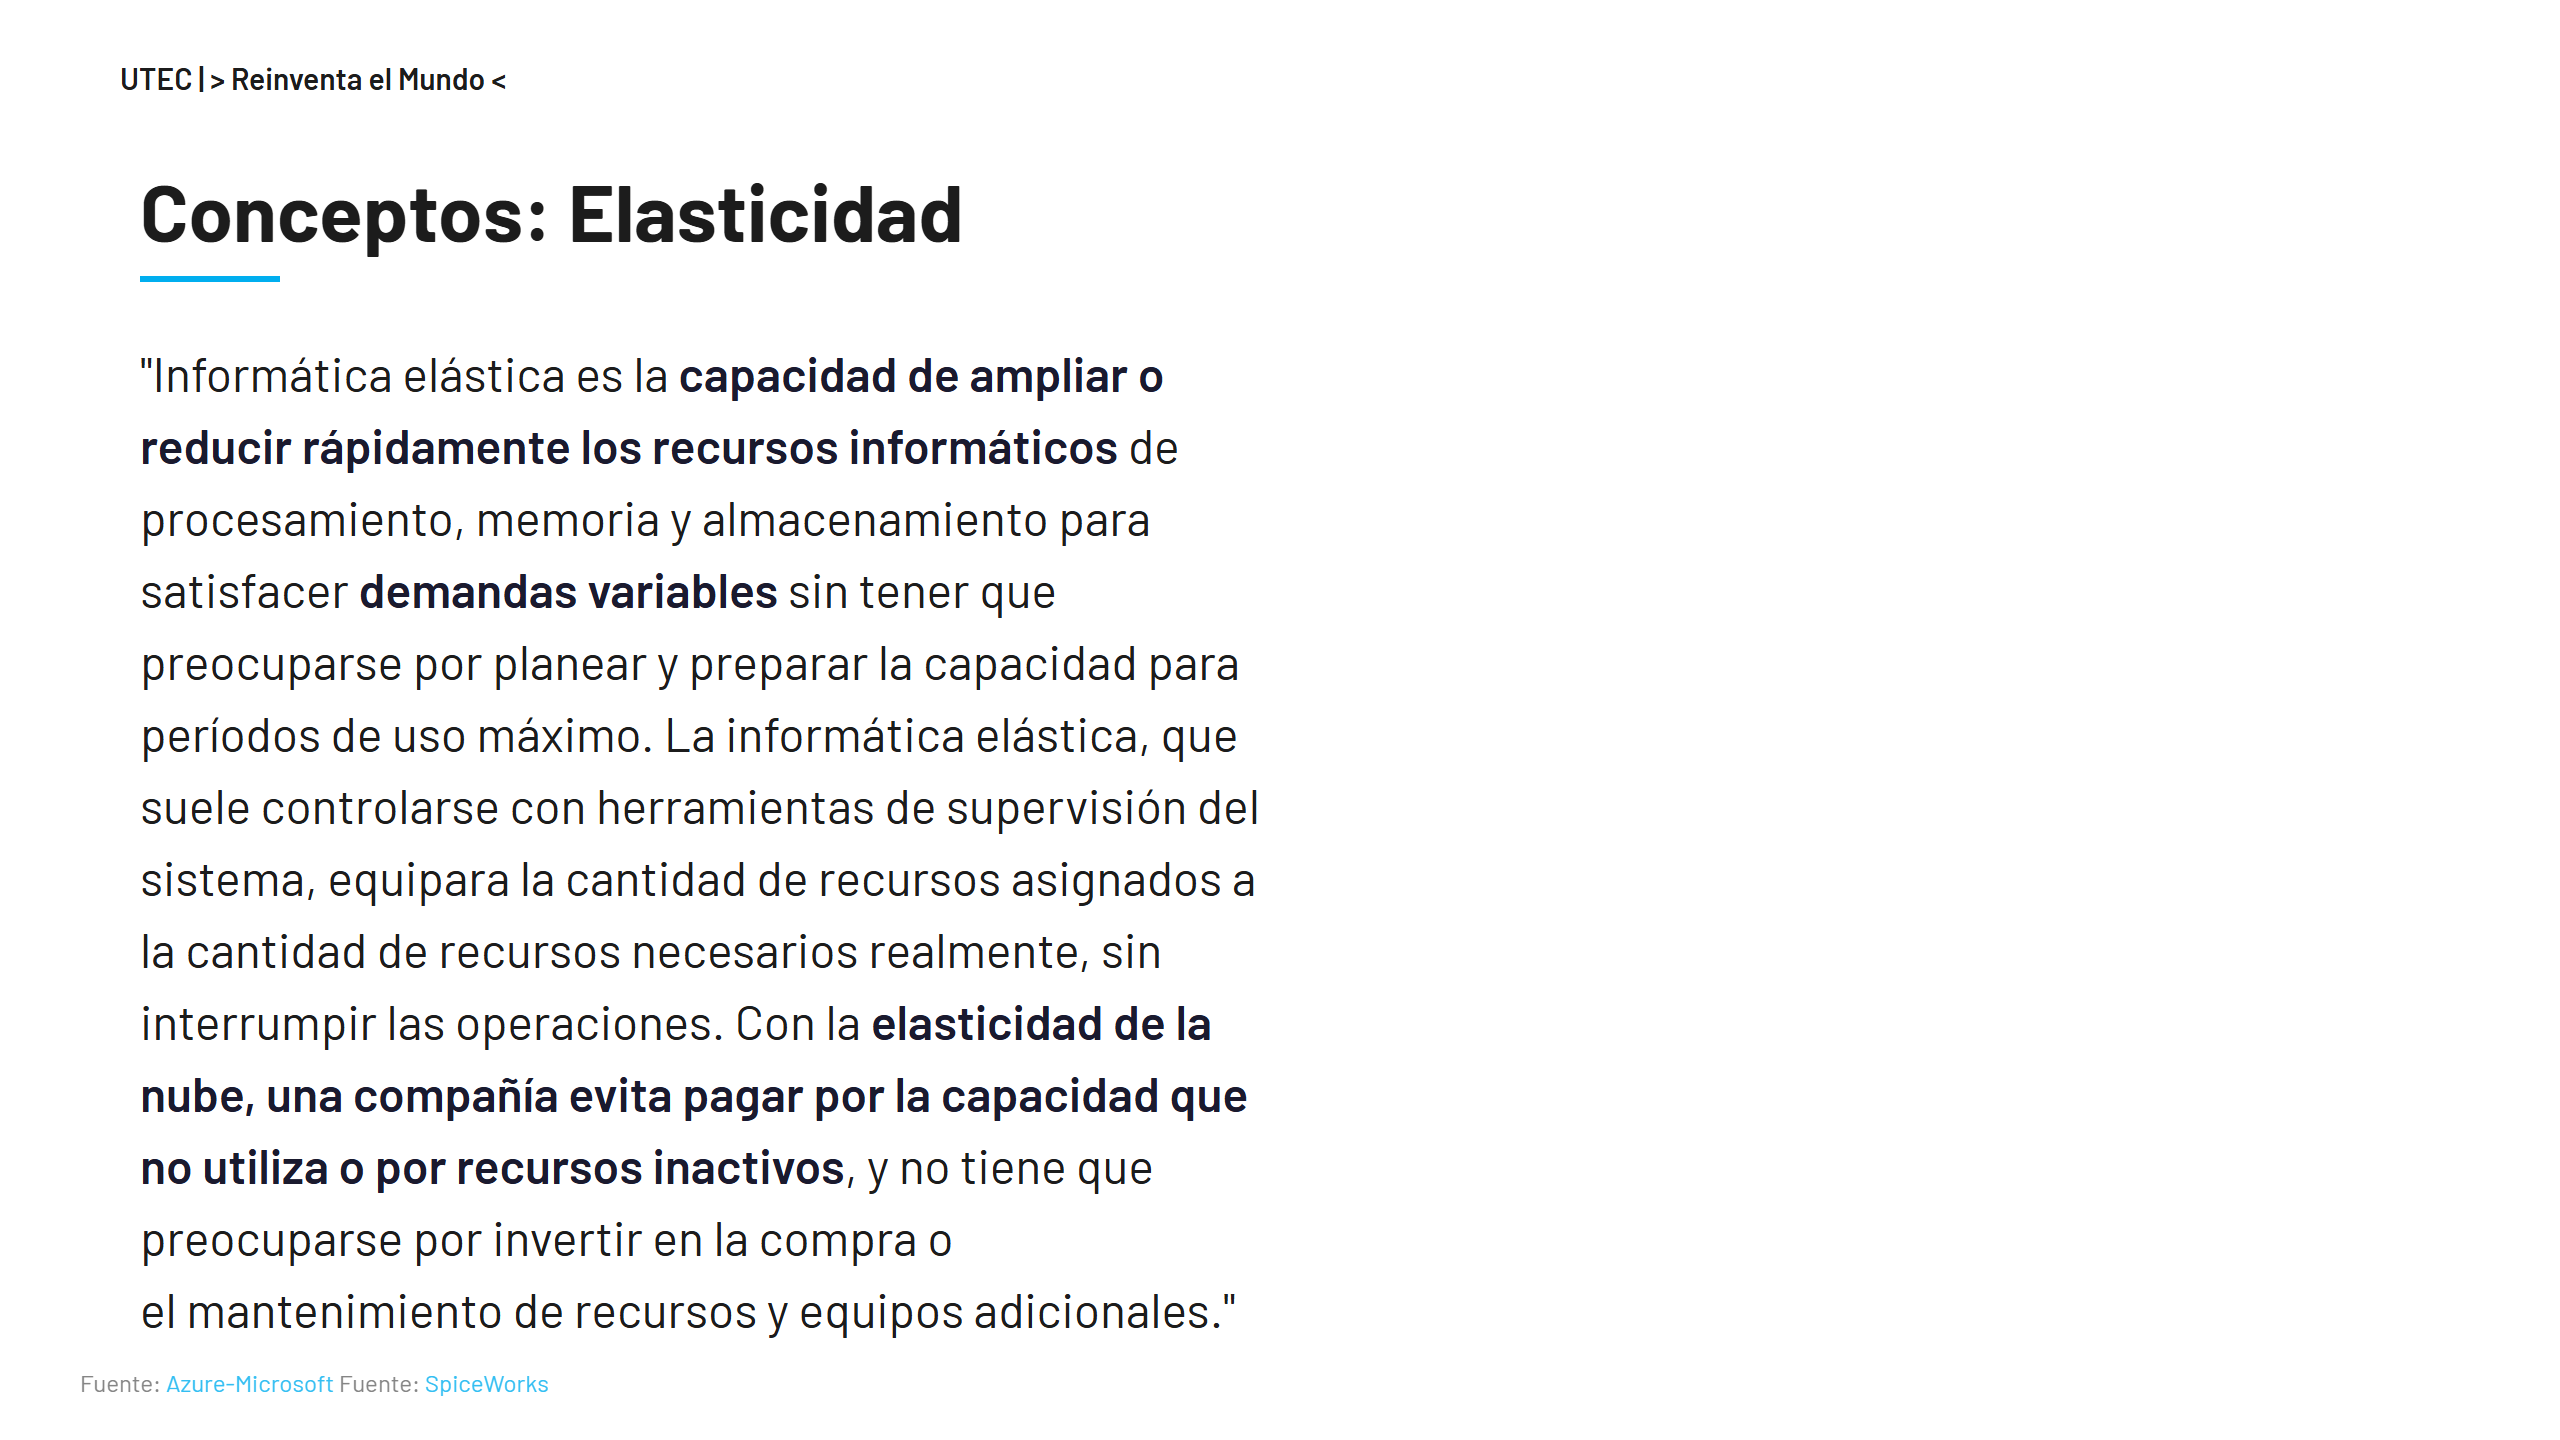 UTEC | > Reinventa el Mundo <
Conceptos: Elasticidad
"Informática elástica es la capacidad de ampliar o
reducir rápidamente los recursos informáticos de
procesamiento, memoria y almacenamiento para
satisfacer demandas variables sin tener que
preocuparse por planear y preparar la capacidad para
períodos de uso máximo. La informática elástica, que
suele controlarse con herramientas de supervisión del
sistema, equipara la cantidad de recursos asignados a
la cantidad de recursos necesarios realmente, sin
interrumpir las operaciones. Con la elasticidad de la
nube, una compañía evita pagar por la capacidad que
no utiliza o por recursos inactivos, y no tiene que
preocuparse por invertir en la compra o
el mantenimiento de recursos y equipos adicionales."
Fuente: Azure-Microsoft Fuente: SpiceWorks